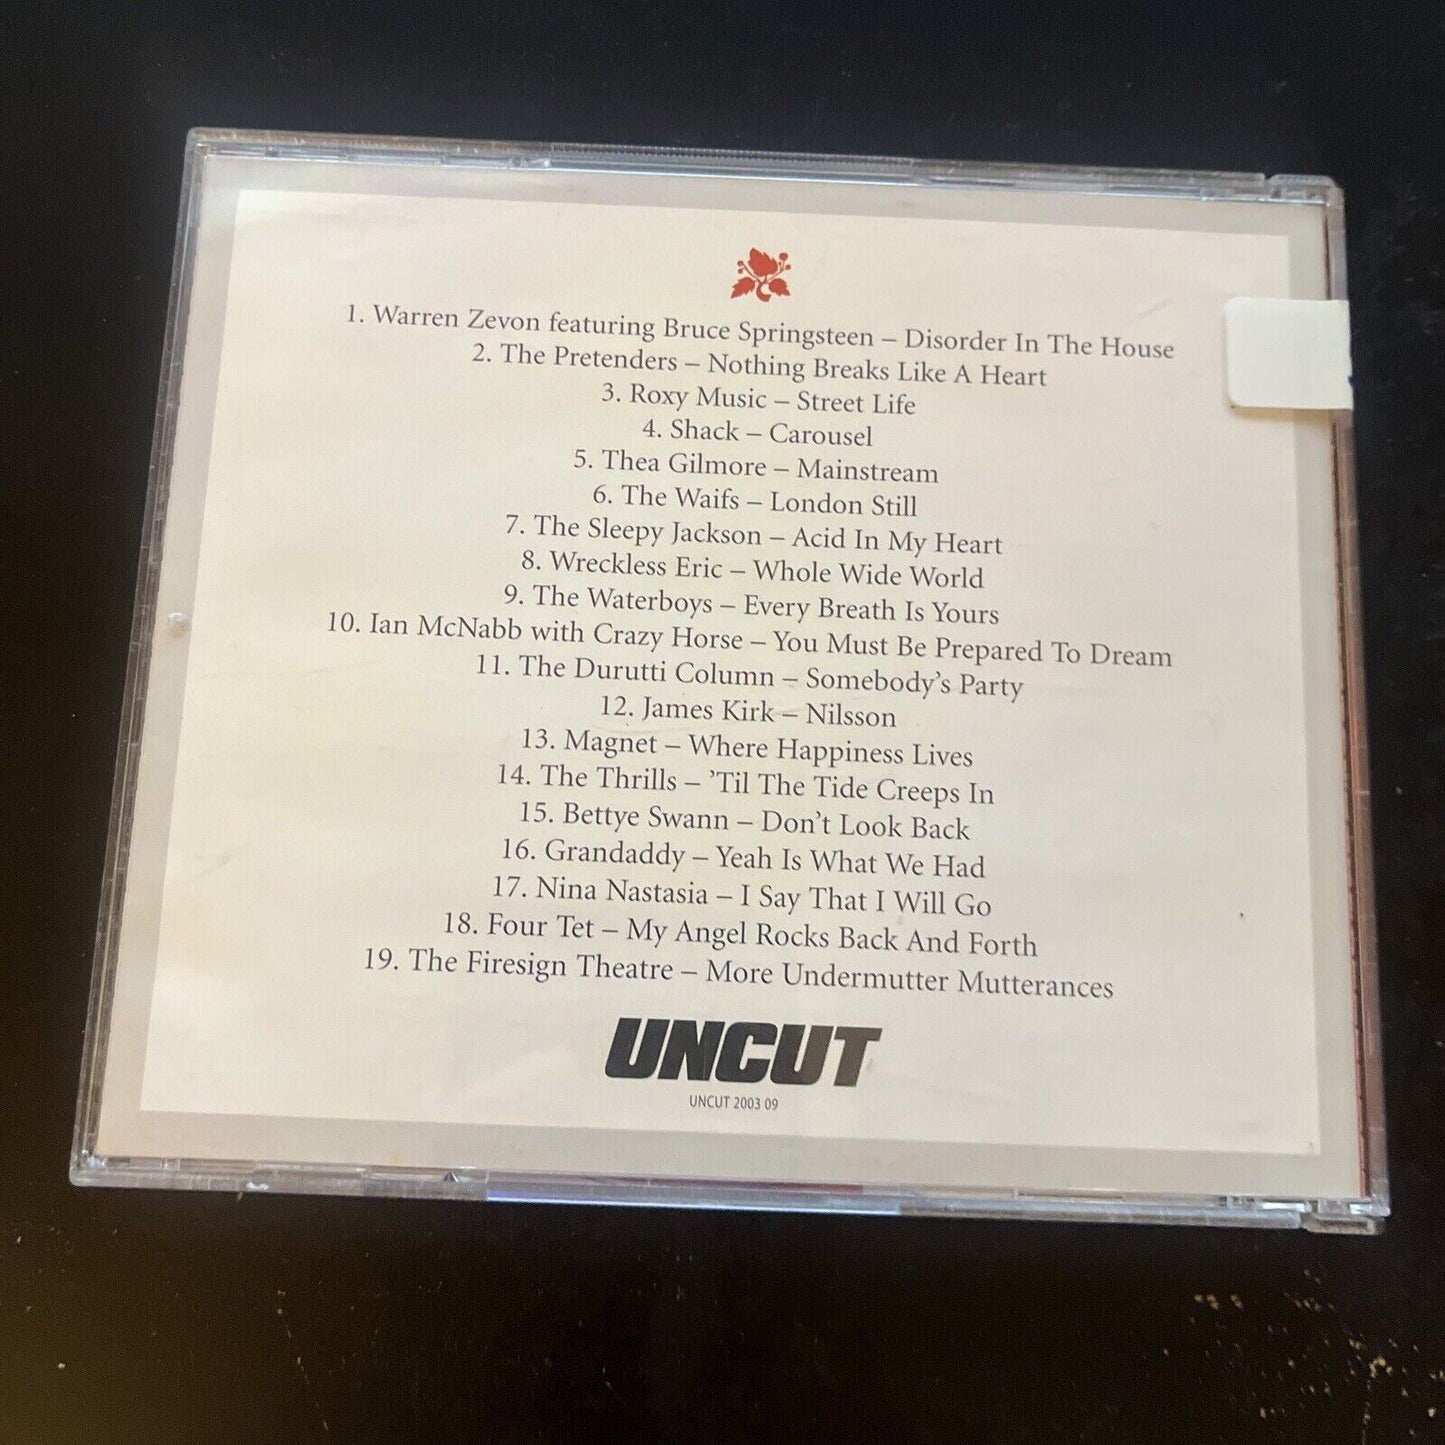 1. Warren Zevon featuring Bruce Springsteen – Disorder In The House
2. The Pretenders – Nothing Breaks Like A Heart
3. Roxy Music – Street Life
4. Shack – Carousel
5. Thea Gilmore – Mainstream
6. The Waifs – London Still
7. The Sleepy Jackson – Acid In My Heart
8. Wreckless Eric – Whole Wide World
9. The Waterboys – Every Breath Is Yours
10. Ian McNabb with Crazy Horse – You Must Be Prepared To Dream
11. The Durutti Column – Somebody’s Party
12. James Kirk – Nilsson
13. Magnet – Where Happiness Lives
14. The Thrills – ’Til The Tide Creeps In
15. Bettye Swann – Don’t Look Back
16. Grandaddy – Yeah Is What We Had
17. Nina Nastasia – I Say That I Will Go
18. Four Tet – My Angel Rocks Back And Forth
19. The Firesign Theatre – More Undermutter Mutterances
UNCUT
UNCUT 2003 09